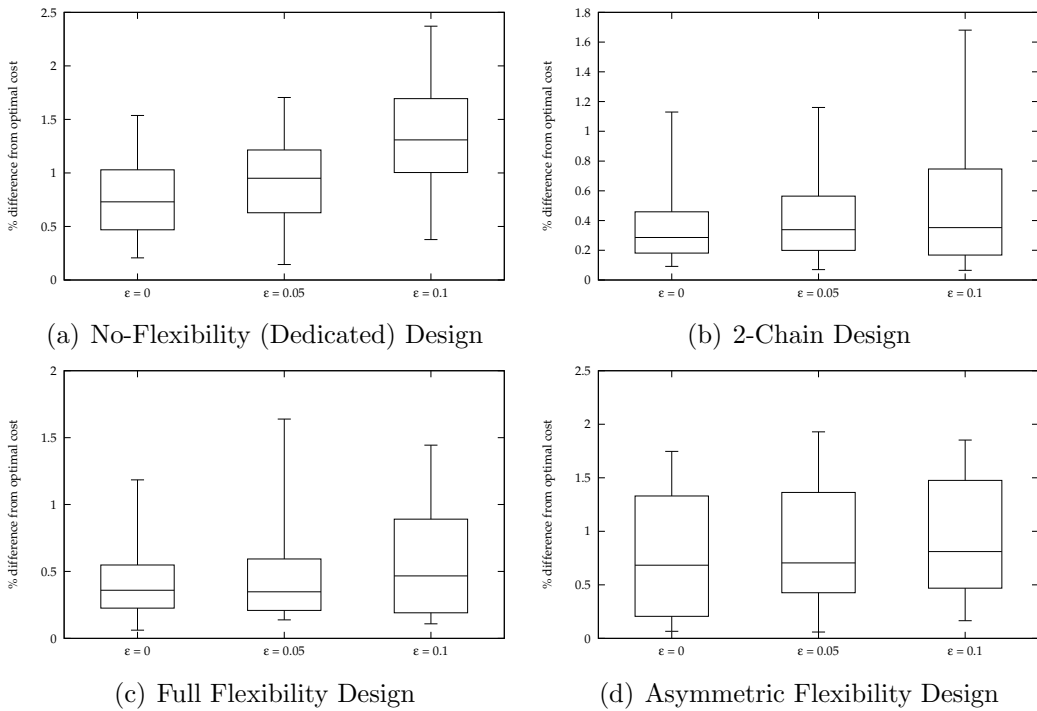 2.5
2
1.5
1
0.5
0
% difference from optimal cost
ε = 0 ε = 0.05 ε = 0.1
(a) No-Flexibility (Dedicated) Design
1.8
1.6
1.4
1.2
1
0.8
0.6
0.4
0.2
0
% difference from optimal cost
ε = 0 ε = 0.05 ε = 0.1
(b) 2-Chain Design
2
1.5
1
0.5
0
% difference from optimal cost
ε = 0 ε = 0.05 ε = 0.1
(c) Full Flexibility Design
2.5
2
1.5
1
0.5
0
% difference from optimal cost
ε = 0 ε = 0.05 ε = 0.1
(d) Asymmetric Flexibility Design